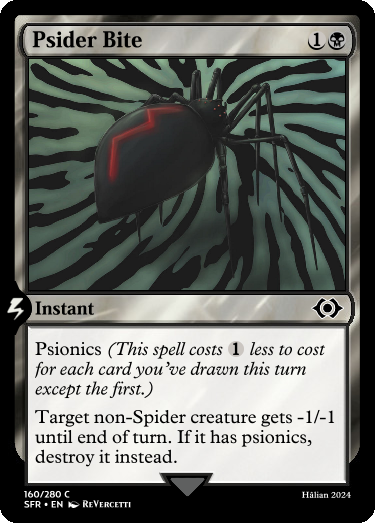 Psider Bite 1
Instant
Psionics (This spell costs 1 less to cost
for each card you've drawn this turn
except the first.)
Target non-Spider creature gets -1/-1
until end of turn. If it has psionics,
destroy it instead.
160/280 C
SFR • EN ReVercetti
Hālian 2024